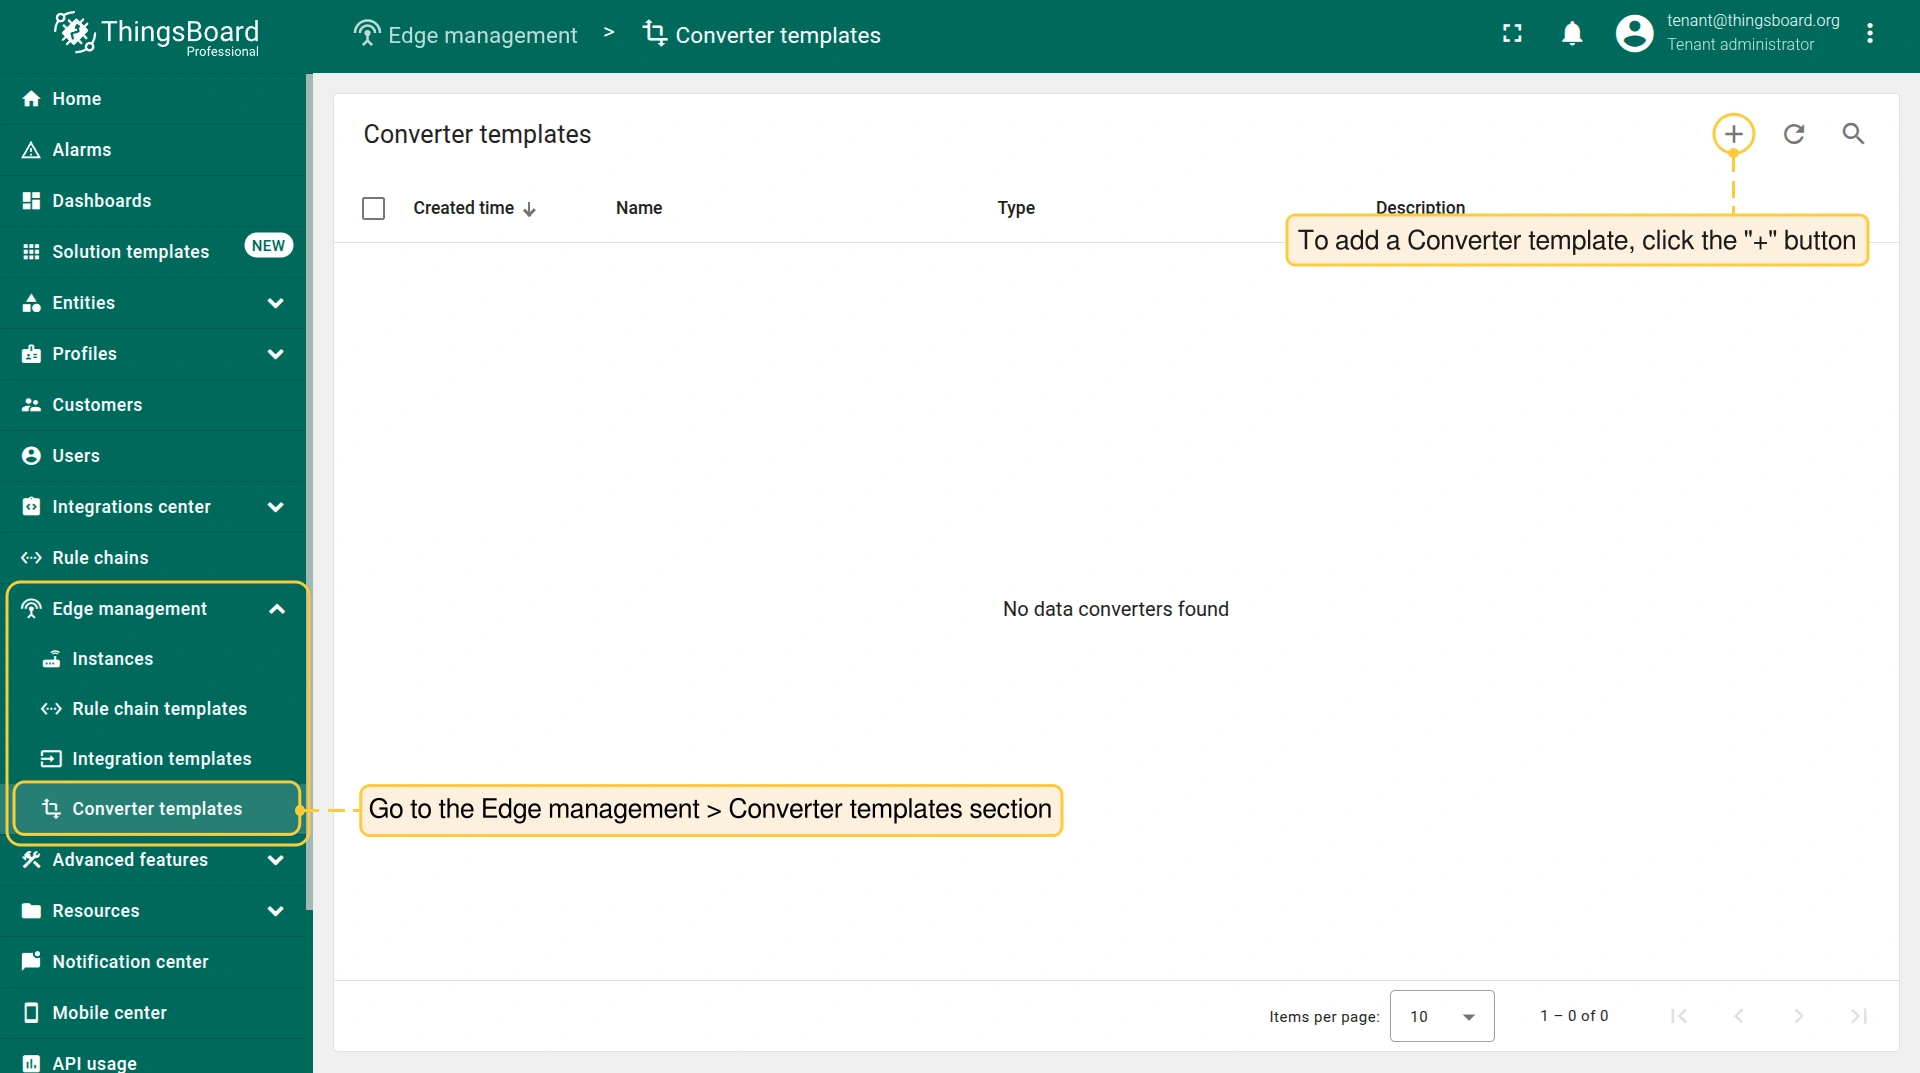 ThingsBoard
Professional
Edge management > Converter templates
tenant@thingsboard.org
Tenant administrator
Home
Alarms
Dashboards
Solution templates NEW
Entities
Profiles
Customers
Users
Integrations center
Rule chains
Edge management
Instances
Rule chain templates
Integration templates
Converter templates
Advanced features
Resources
Notification center
Mobile center
API usage
Converter templates
Created time Name Type Description
To add a Converter template, click the "+" button
No data converters found
Go to the Edge management > Converter templates section
Items per page: 10 1 – 0 of 0